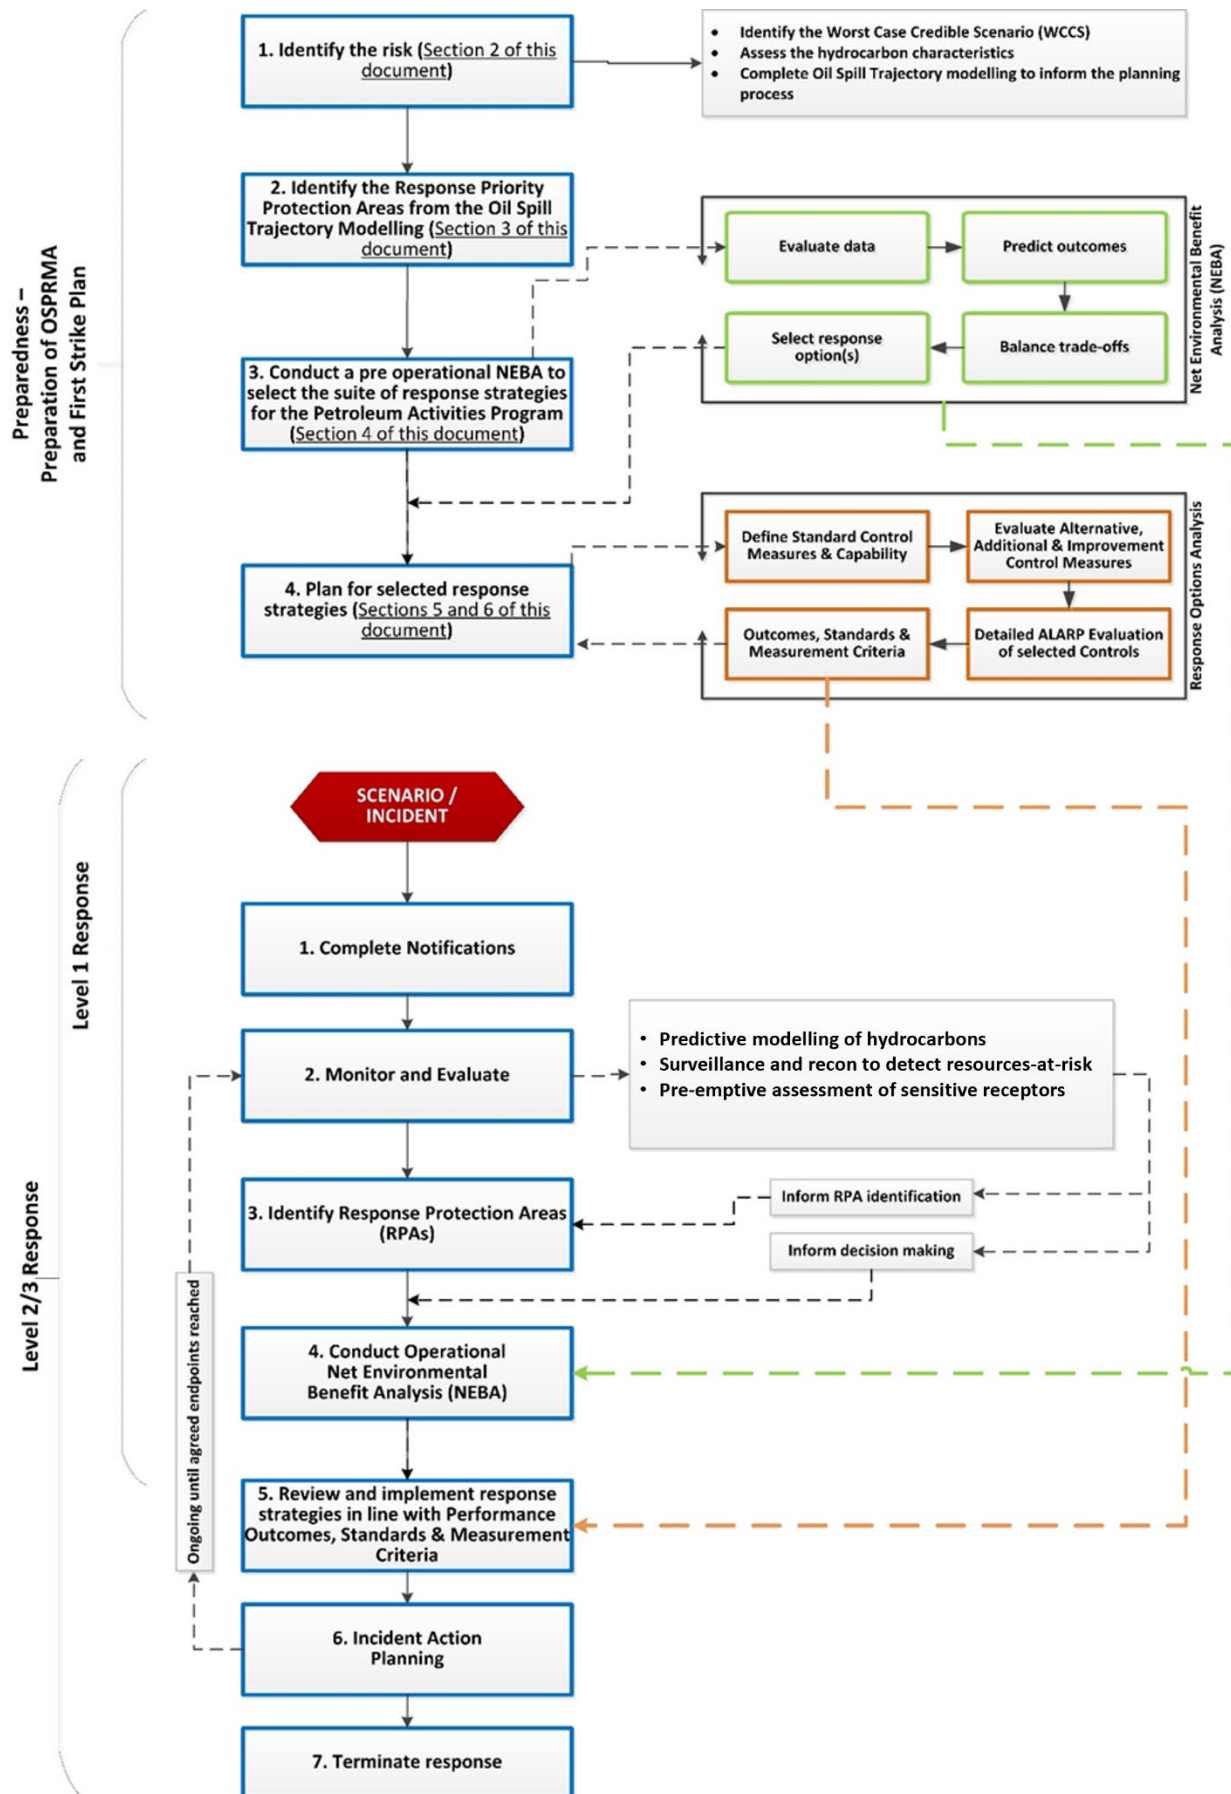 Preparedness –
Preparation of OSPRMA
and First Strike Plan
1. Identify the risk (Section 2 of this
document)
• Identify the Worst Case Credible Scenario (WCCS)
• Assess the hydrocarbon characteristics
• Complete Oil Spill Trajectory modelling to inform the planning
process
2. Identify the Response Priority
Protection Areas from the Oil Spill
Trajectory Modelling (Section 3 of this
document)
Evaluate data
Predict outcomes
Select response
option(s)
Balance trade-offs
Net Environmental Benefit
Analysis (NEBA)
3. Conduct a pre operational NEBA to
select the suite of response strategies
for the Petroleum Activities Program
(Section 4 of this document)
Define Standard Control
Measures & Capability
Evaluate Alternative,
Additional & Improvement
Control Measures
Outcomes, Standards &
Measurement Criteria
Detailed ALARP Evaluation
of selected Controls
Response Options Analysis
4. Plan for selected response
strategies (Sections 5 and 6 of this
document)
Level 2/3 Response
Level 1 Response
SCENARIO /
INCIDENT
1. Complete Notifications
2. Monitor and Evaluate
• Predictive modelling of hydrocarbons
• Surveillance and recon to detect resources-at-risk
• Pre-emptive assessment of sensitive receptors
Inform RPA identification
Inform decision making
3. Identify Response Protection Areas
(RPAs)
Ongoing until agreed endpoints reached
4. Conduct Operational
Net Environmental
Benefit Analysis (NEBA)
5. Review and implement response
strategies in line with Performance
Outcomes, Standards & Measurement
Criteria
6. Incident Action
Planning
7. Terminate response